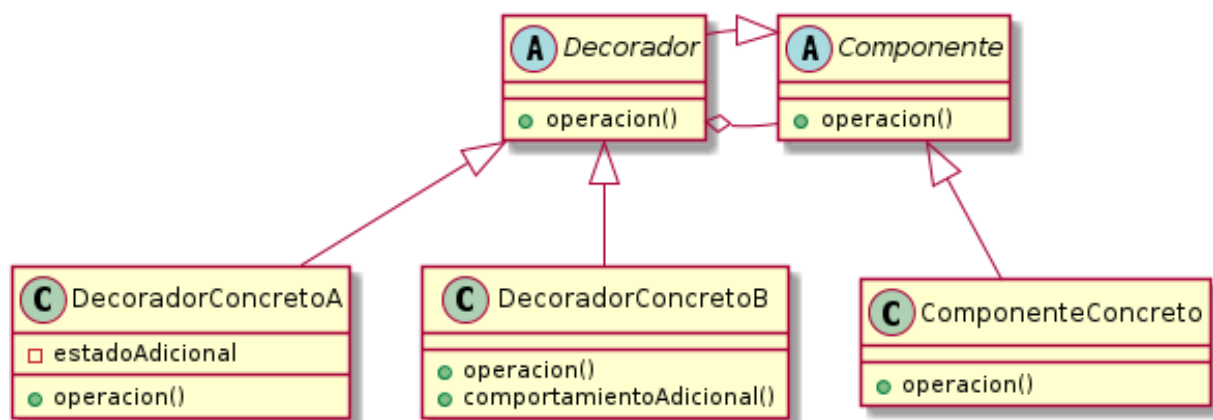 A Decorador
operacion()
A Componente
operacion()
C DecoradorConcretoA
estadoAdicional
operacion()
C DecoradorConcretoB
operacion()
comportamientoAdicional()
C ComponenteConcreto
operacion()